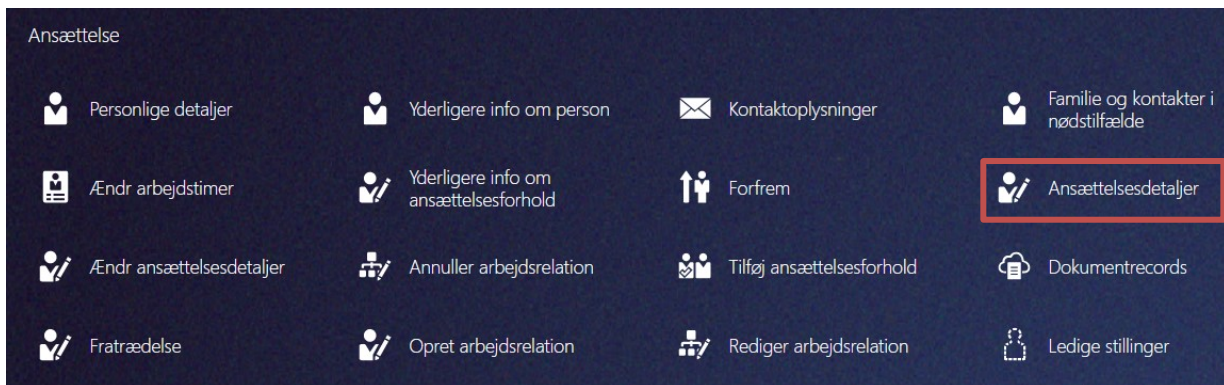 Ansættelse
Personlige detaljer
Yderligere info om person
Kontaktoplysninger
Familie og kontakter i
nødstilfælde
Ændr arbejdstimer
Yderligere info om
ansættelsesforhold
Forfrem
Ansættelsesdetaljer
Ændr ansættelsesdetaljer
Annuller arbejdsrelation
Tilføj ansættelsesforhold
Dokumentrecords
Fratrædelse
Opret arbejdsrelation
Rediger arbejdsrelation
Ledige stillinger